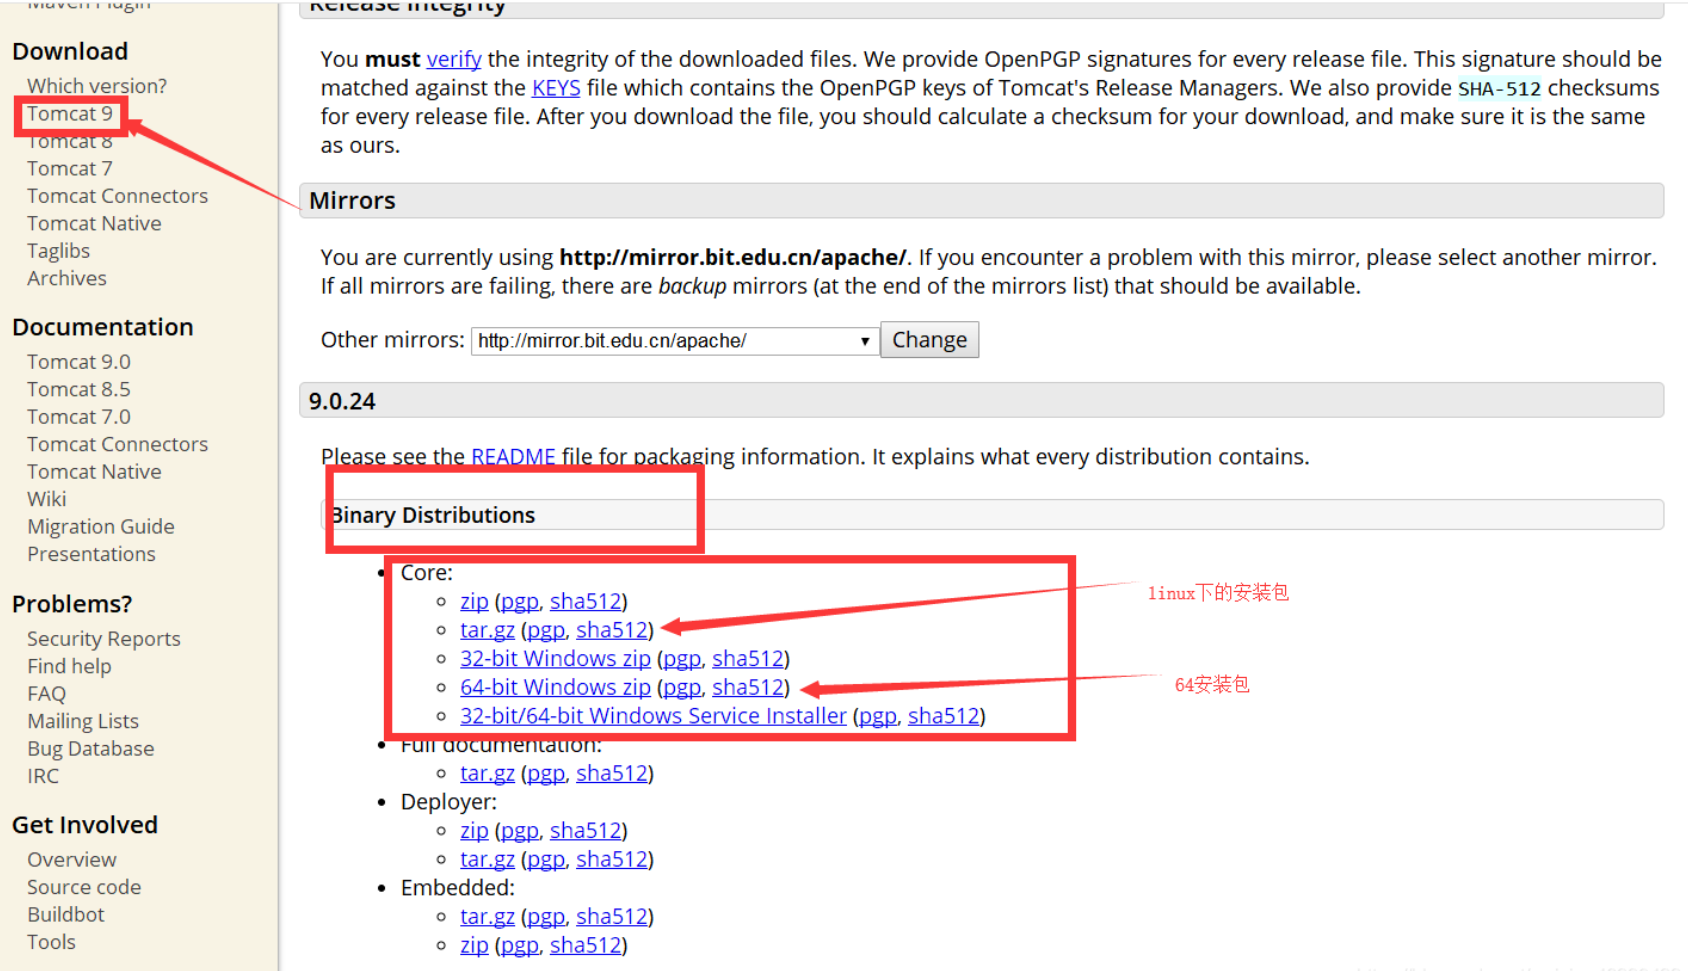 Maven Plugin
Download
Which version?
Tomcat 9
Tomcat 8
Tomcat 7
Tomcat Connectors
Tomcat Native
Taglibs
Archives
Documentation
Tomcat 9.0
Tomcat 8.5
Tomcat 7.0
Tomcat Connectors
Tomcat Native
Wiki
Migration Guide
Presentations
Problems?
Security Reports
Find help
FAQ
Mailing Lists
Bug Database
IRC
Get Involved
Overview
Source code
Buildbot
Tools
Release Integrity
You must verify the integrity of the downloaded files. We provide OpenPGP signatures for every release file. This signature should be
matched against the KEYS file which contains the OpenPGP keys of Tomcat's Release Managers. We also provide SHA-512 checksums
for every release file. After you download the file, you should calculate a checksum for your download, and make sure it is the same
as ours.
Mirrors
You are currently using http://mirror.bit.edu.cn/apache/. If you encounter a problem with this mirror, please select another mirror.
If all mirrors are failing, there are backup mirrors (at the end of the mirrors list) that should be available.
Other mirrors: http://mirror.bit.edu.cn/apache/ Change
9.0.24
Please see the README file for packaging information. It explains what every distribution contains.
Binary Distributions
Core:
zip (pgp, sha512)
tar.gz (pgp, sha512)
32-bit Windows zip (pgp, sha512)
64-bit Windows zip (pgp, sha512)
32-bit/64-bit Windows Service Installer (pgp, sha512)
Full documentation:
tar.gz (pgp, sha512)
Deployer:
zip (pgp, sha512)
tar.gz (pgp, sha512)
Embedded:
tar.gz (pgp, sha512)
zip (pgp, sha512)
linux下的安装包
64安装包